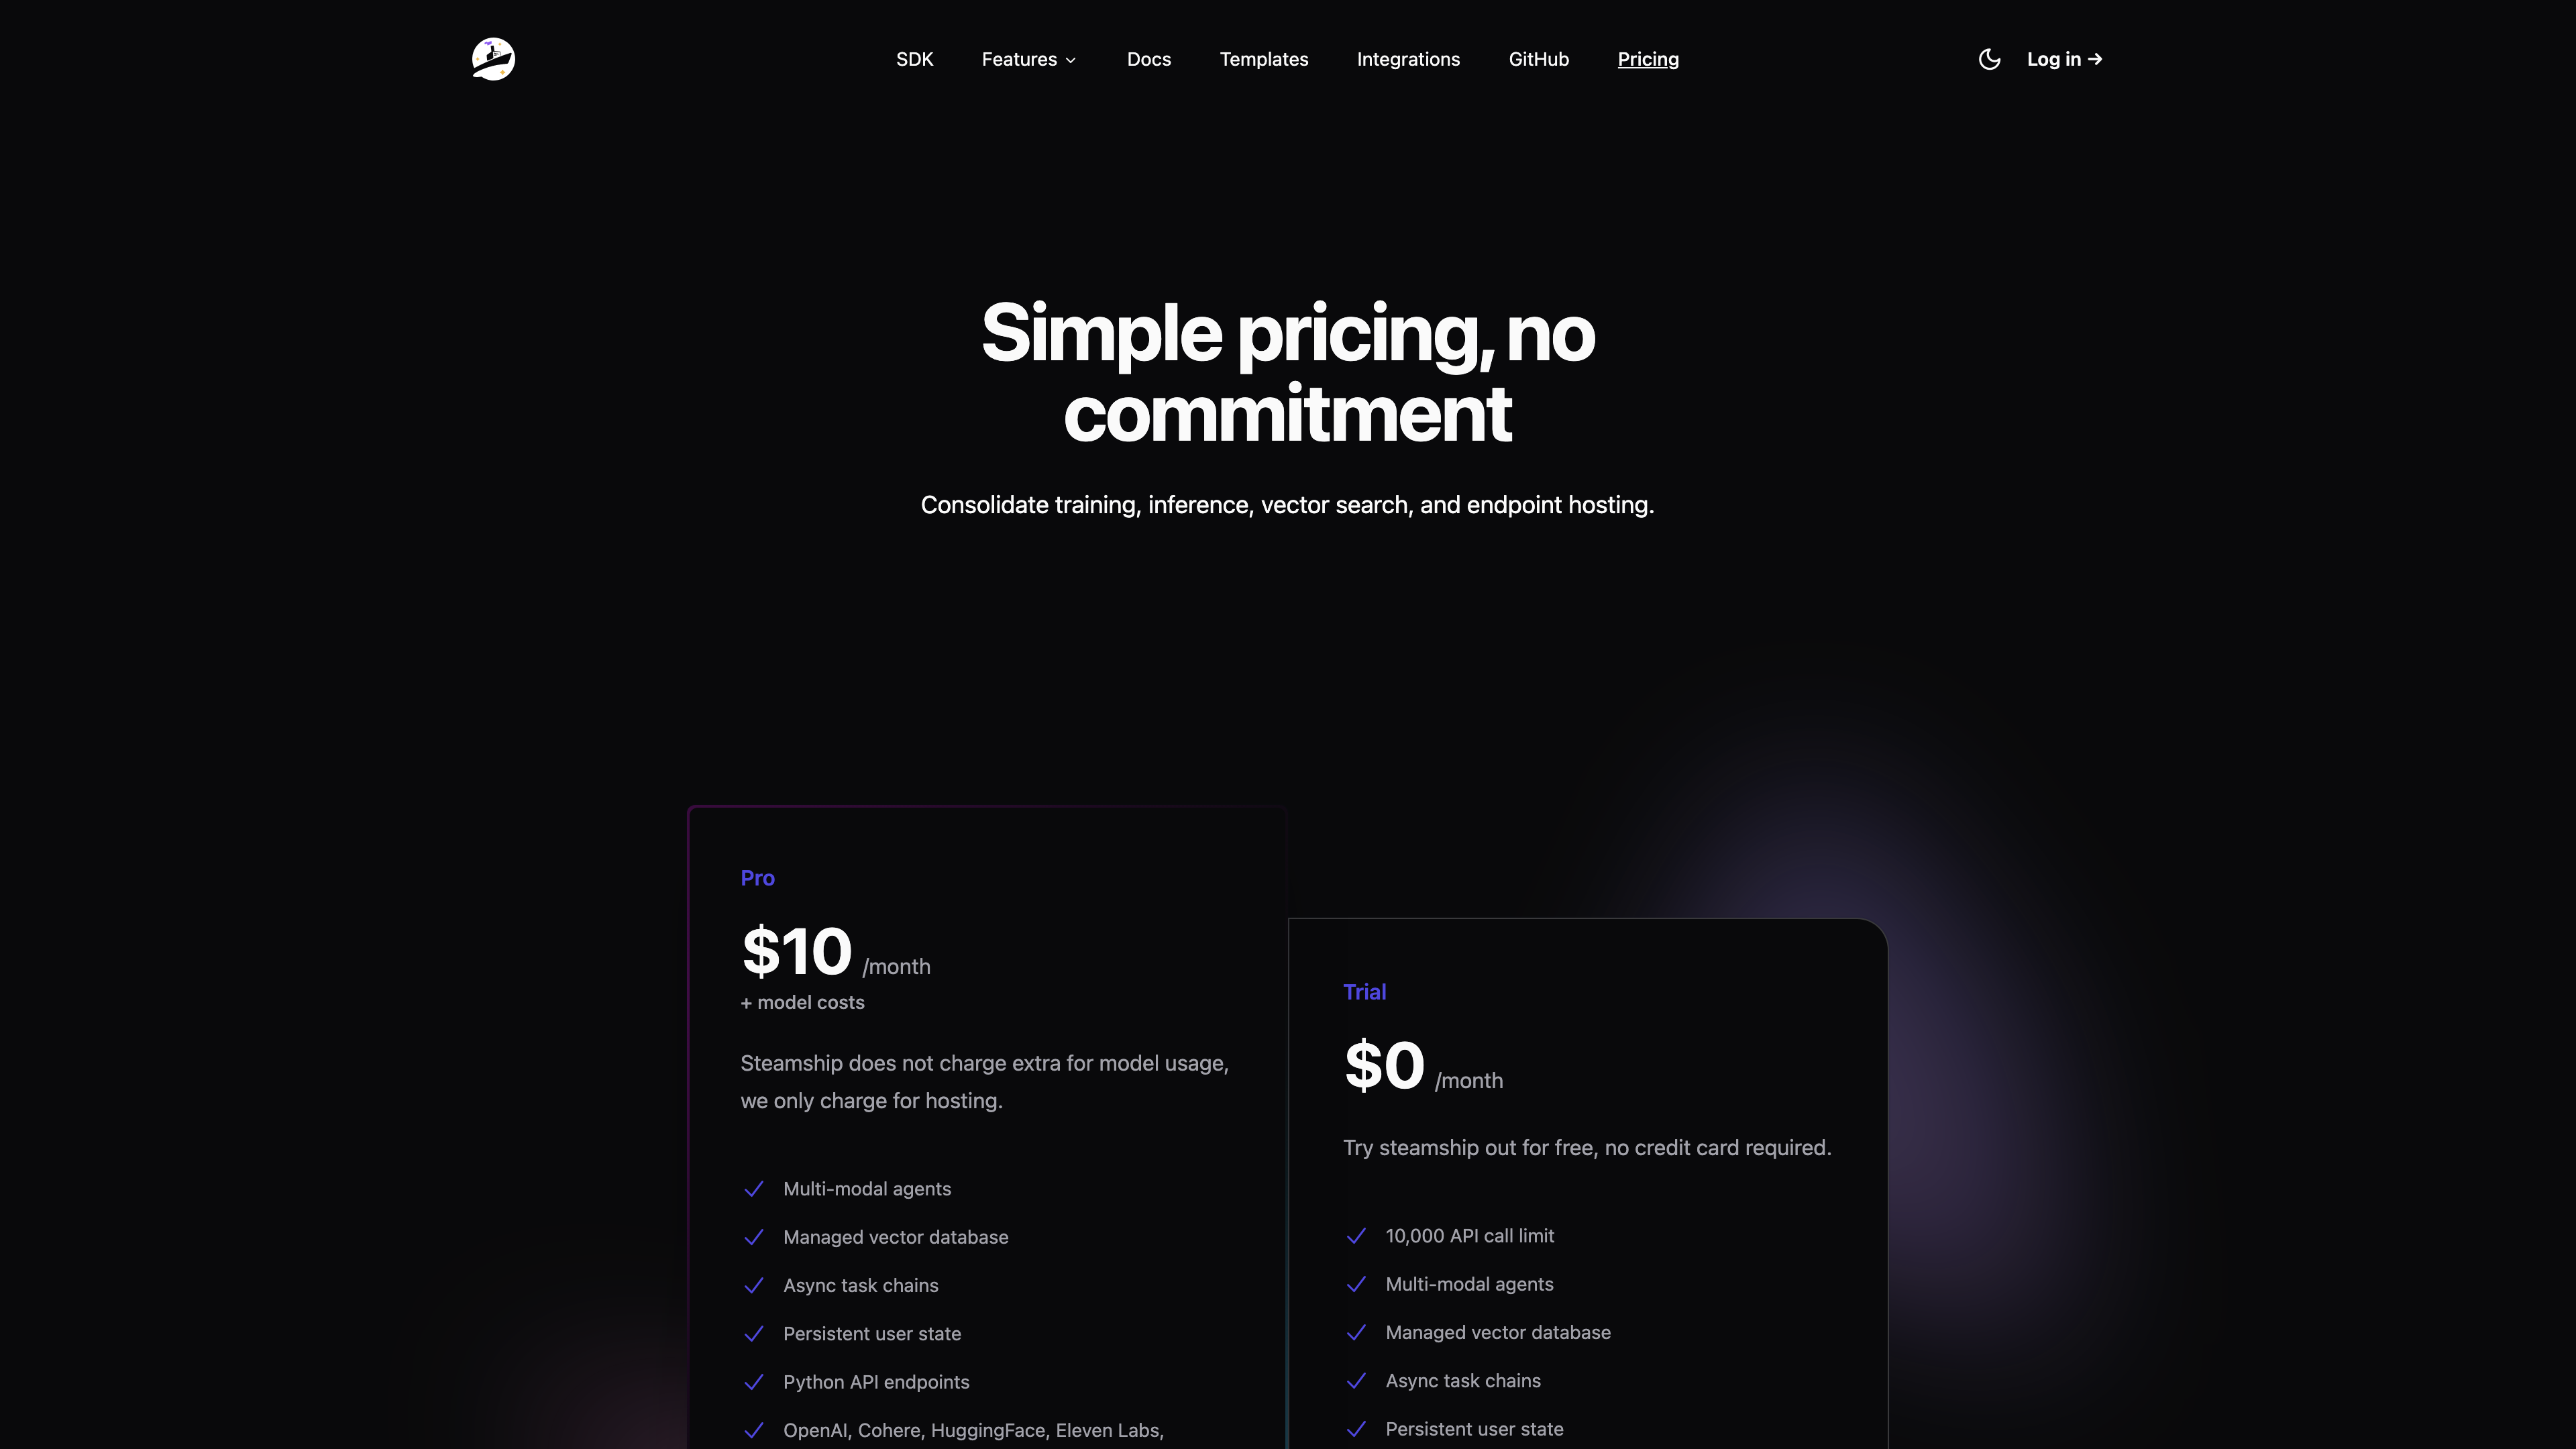 SDK
Features
Docs
Templates
Integrations
GitHub
Pricing
Log in →
Simple pricing, no
commitment
Consolidate training, inference, vector search, and endpoint hosting.
Pro
$10 /month
+ model costs
Steamship does not charge extra for model usage,
we only charge for hosting.
Multi-modal agents
Managed vector database
Async task chains
Persistent user state
Python API endpoints
OpenAI, Cohere, HuggingFace, Eleven Labs,
Trial
$0 /month
Try steamship out for free, no credit card required.
10,000 API call limit
Multi-modal agents
Managed vector database
Async task chains
Persistent user state